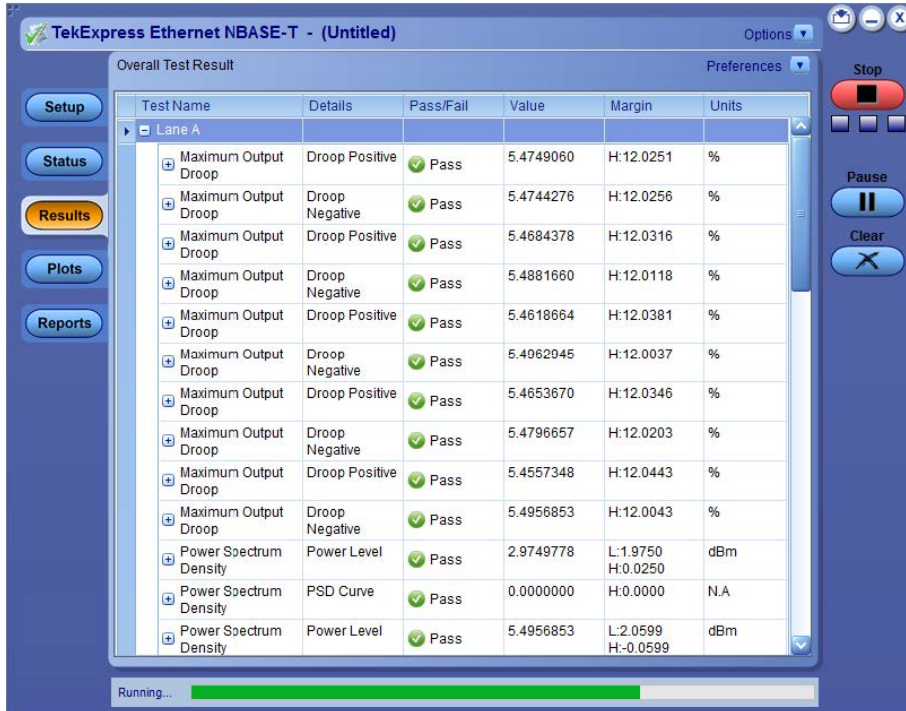 TekExpress Ethernet NBASE-T - (Untitled)
Options
Overall Test Result
Preferences
Stop
Pause
Clear
Setup
Status
Results
Plots
Reports
Test Name Details Pass/Fail Value Margin Units
Lane A
Maximum Output Droop Droop Positive Pass 5.4749060 H:12.0251 %
Maximum Output Droop Droop Negative Pass 5.4744276 H:12.0256 %
Maximum Output Droop Droop Positive Pass 5.4684378 H:12.0316 %
Maximum Output Droop Droop Negative Pass 5.4881660 H:12.0118 %
Maximum Output Droop Droop Positive Pass 5.4618664 H:12.0381 %
Maximum Output Droop Droop Negative Pass 5.4962945 H:12.0037 %
Maximum Output Droop Droop Positive Pass 5.4653670 H:12.0346 %
Maximum Output Droop Droop Negative Pass 5.4796657 H:12.0203 %
Maximum Output Droop Droop Positive Pass 5.4557348 H:12.0443 %
Maximum Output Droop Droop Negative Pass 5.4956853 H:12.0043 %
Power Spectrum Density Power Level Pass 2.9749778 L:1.9750 H:0.0250 dBm
Power Spectrum Density PSD Curve Pass 0.0000000 H:0.0000 N.A
Power Spectrum Density Power Level Pass 5.4956853 L:2.0599 H:-0.0599 dBm
Running...